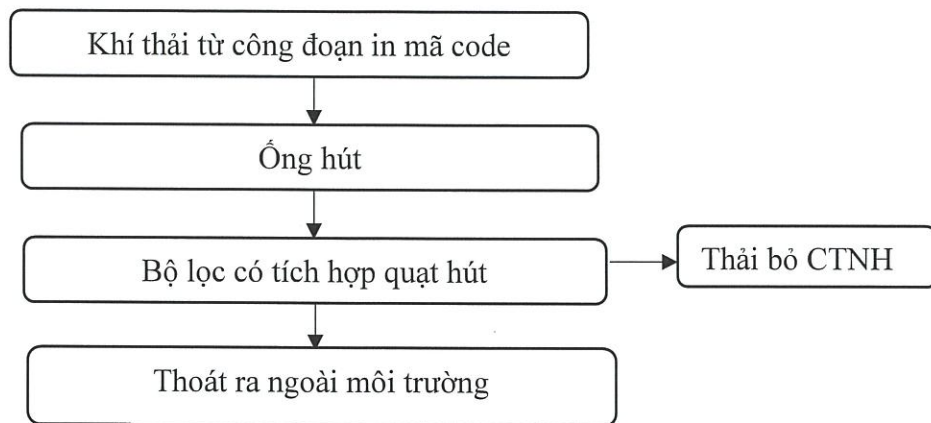 Khí thải từ công đoạn in mã code
Ống hút
Bộ lọc có tích hợp quạt hút
Thải bỏ CTNH
Thoát ra ngoài môi trường